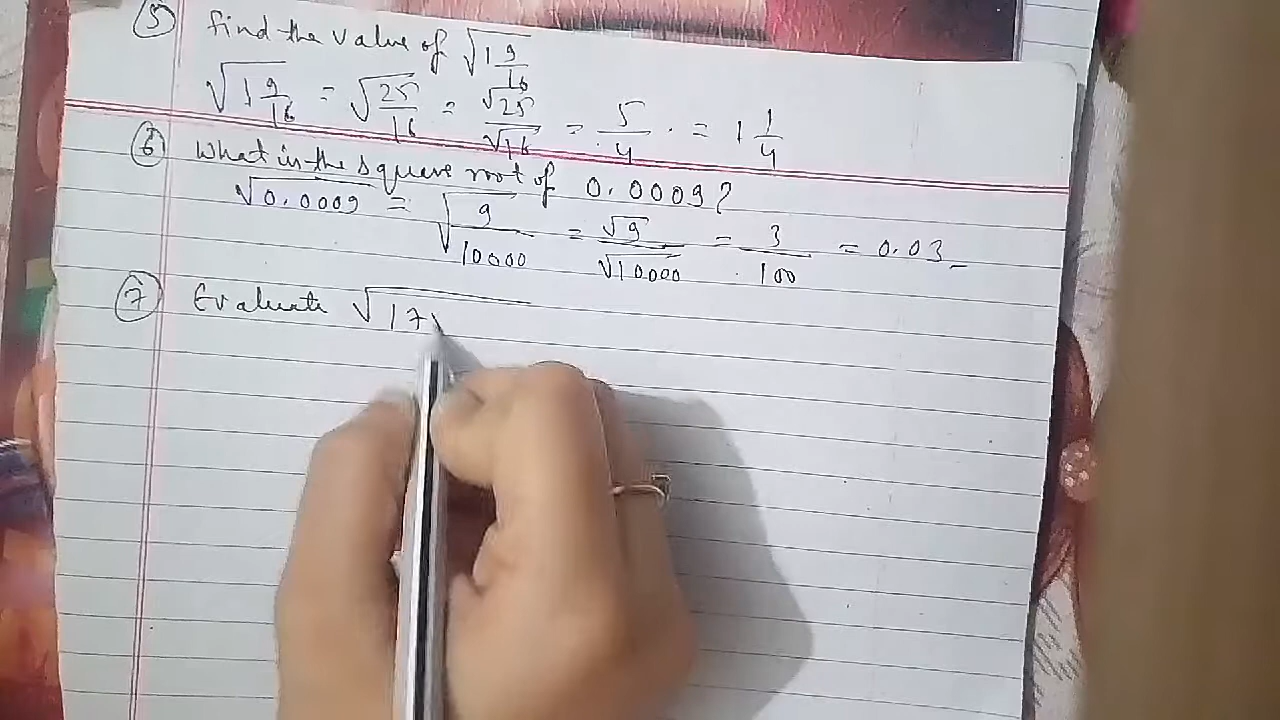 ⑤ Find the value of √1 9/16
√1 9/16 = √25/16 = √25/√16 = 5/4 . = 1 1/4
⑥ What is the square root of 0.0009?
√0.0009 = √9/10000 = √9/√10000 = 3/100 = 0.03
⑦ Evaluate √17